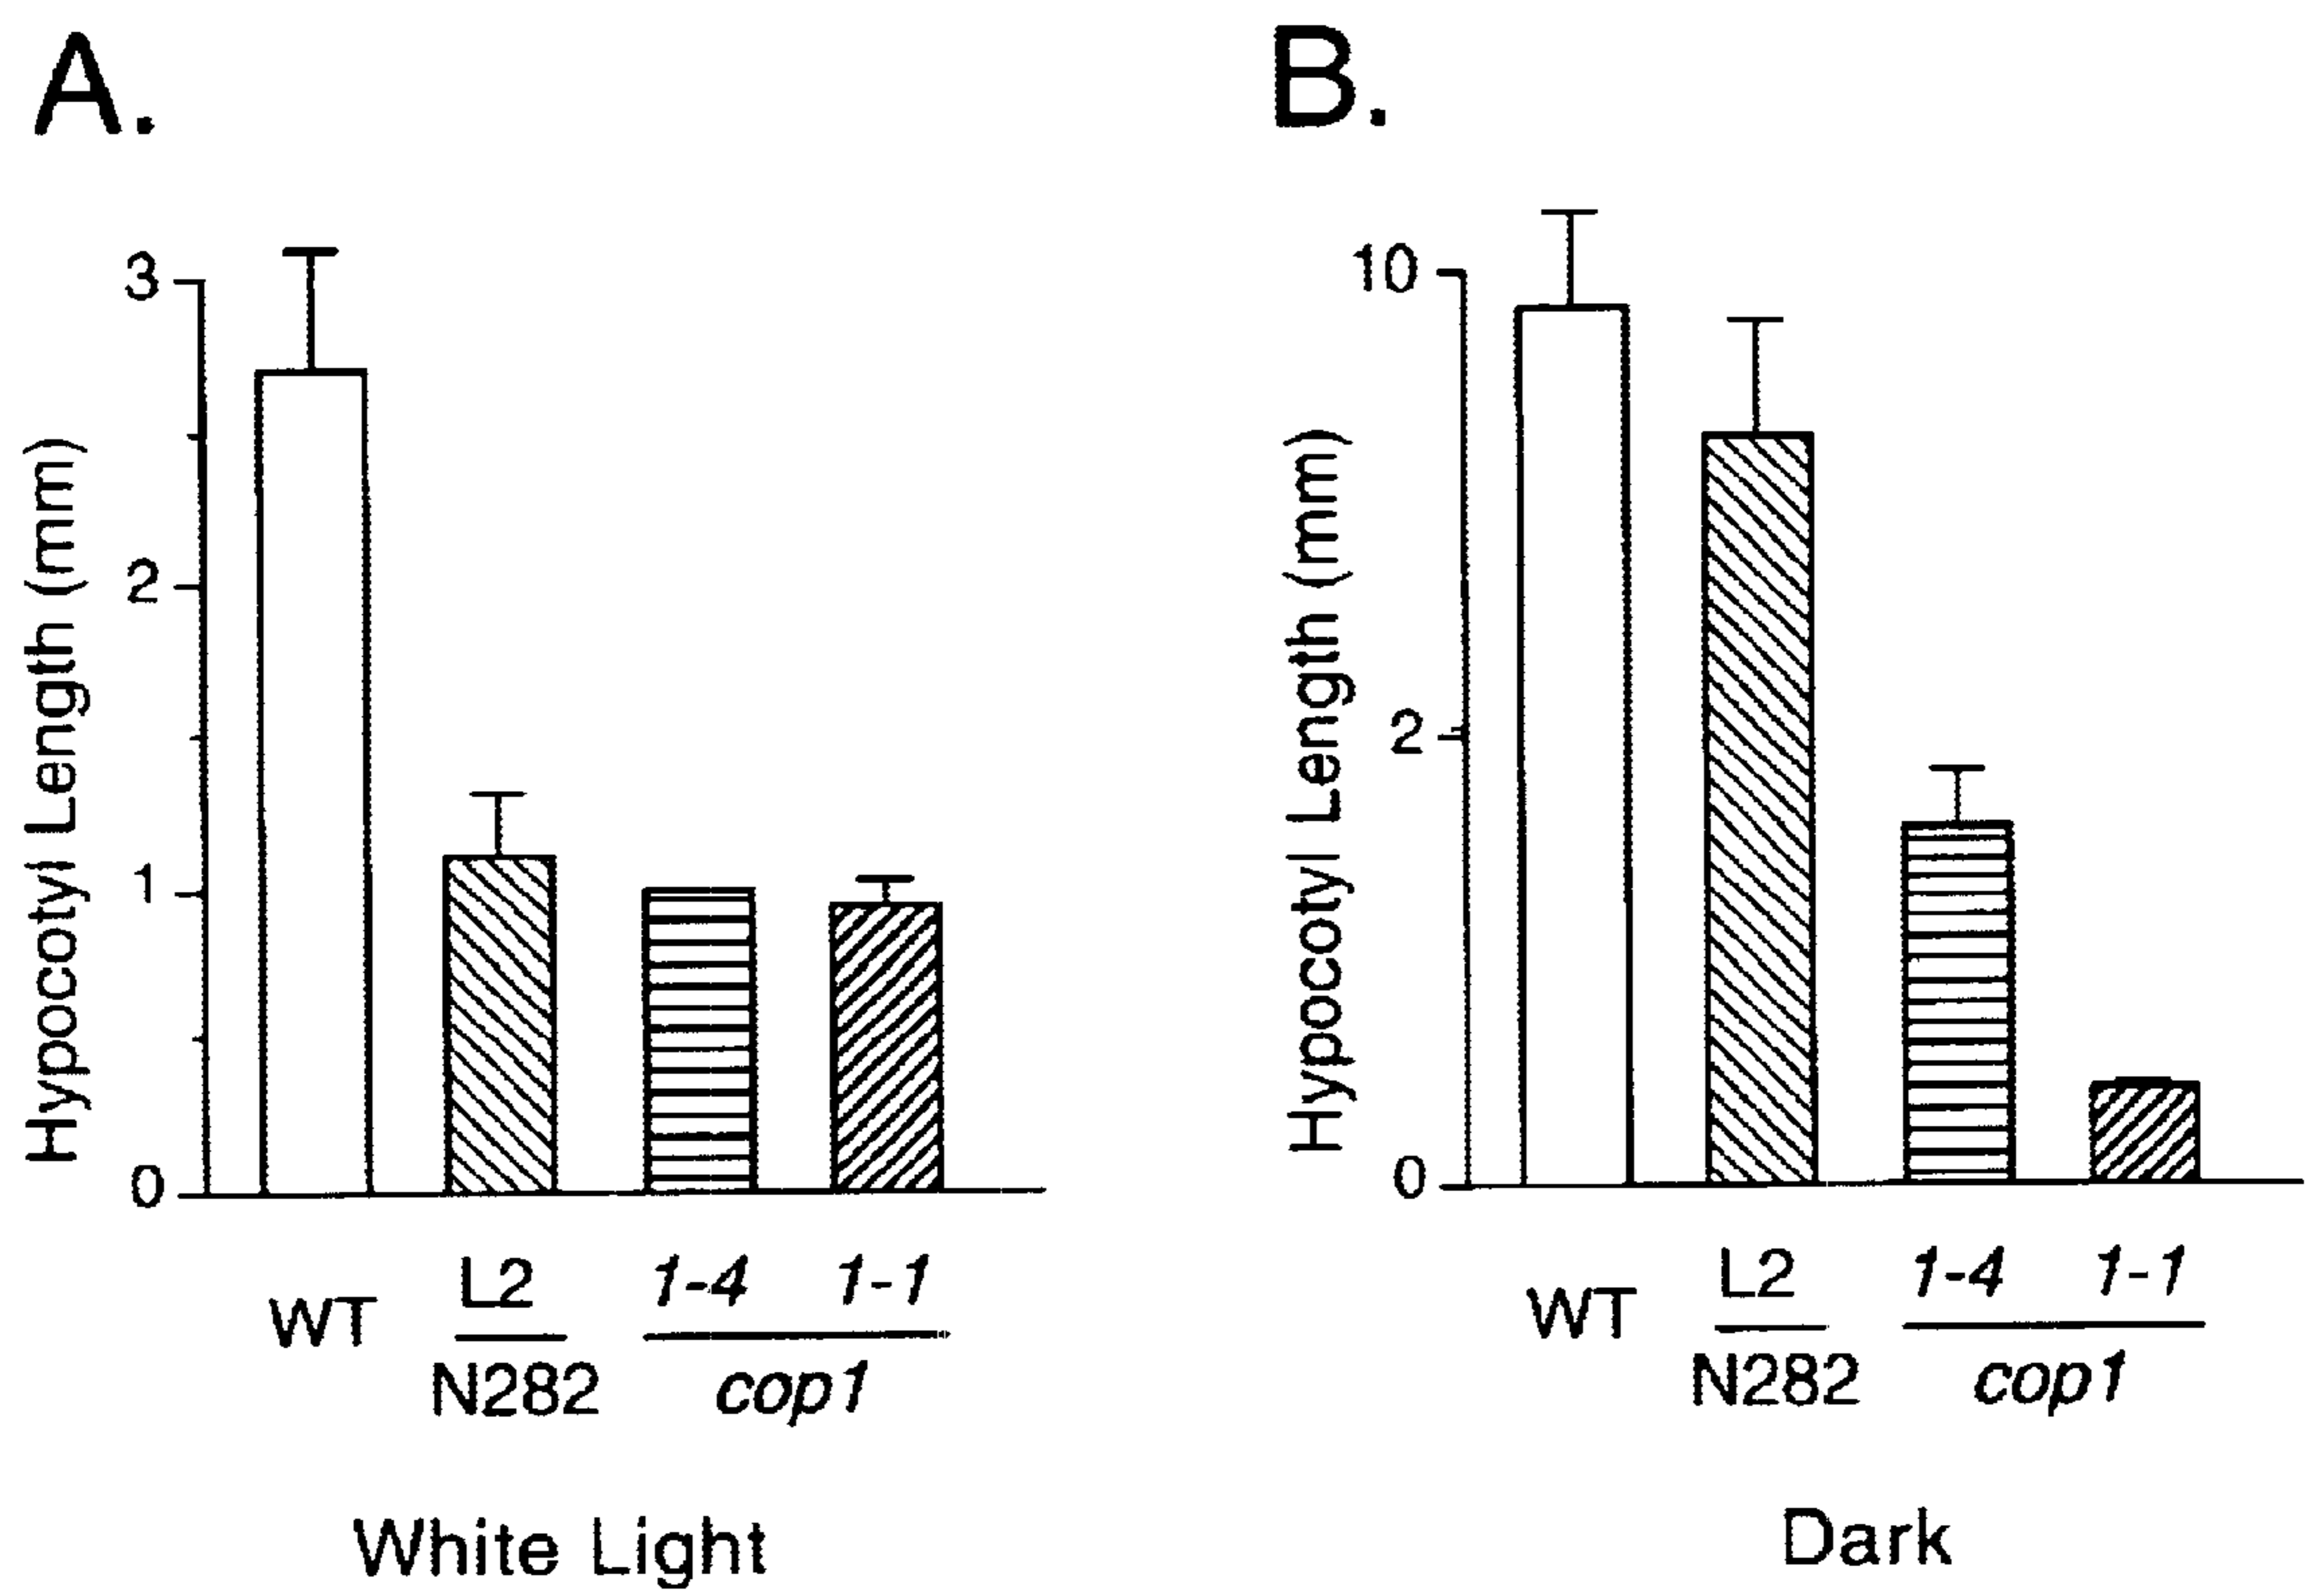 A.
Hypocotyl Length (mm)
3
2
1
0
WT
L2
N282
1-4
1-1
cop1
White Light
B.
Hypocotyl Length (mm)
10
2
0
WT
L2
N282
1-4
1-1
cop1
Dark